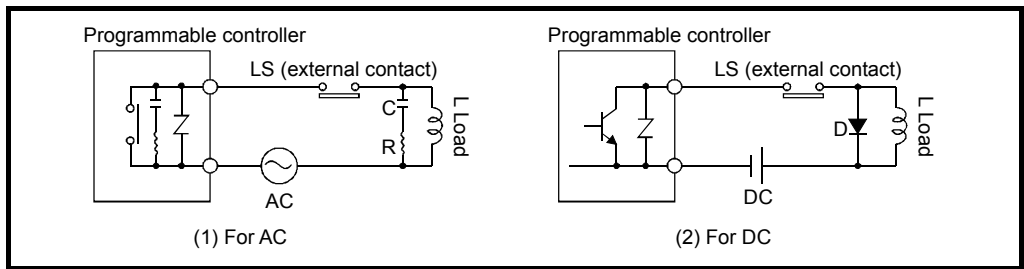 Programmable controller
LS (external contact)
C
R
L Load
AC
(1) For AC
Programmable controller
LS (external contact)
D
L Load
DC
(2) For DC